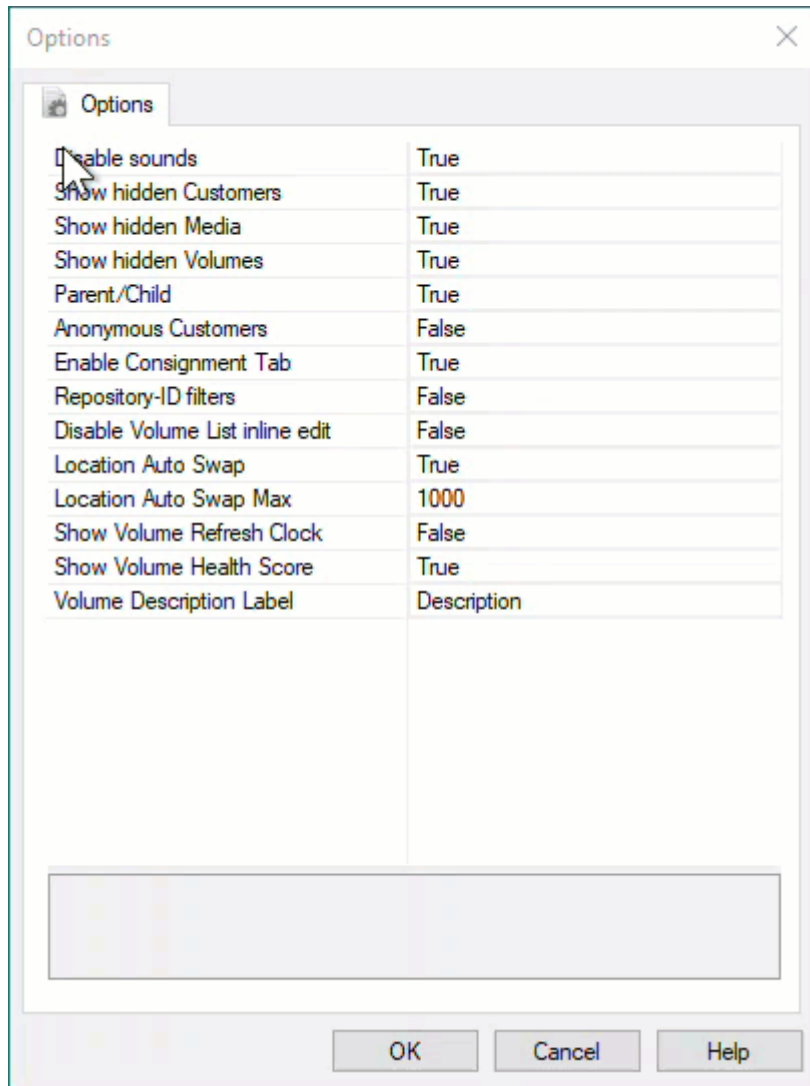 Options
Options
Disable sounds True
Show hidden Customers True
Show hidden Media True
Show hidden Volumes True
Parent/Child True
Anonymous Customers False
Enable Consignment Tab True
Repository-ID filters False
Disable Volume List inline edit False
Location Auto Swap True
Location Auto Swap Max 1000
Show Volume Refresh Clock False
Show Volume Health Score True
Volume Description Label Description
OK Cancel Help